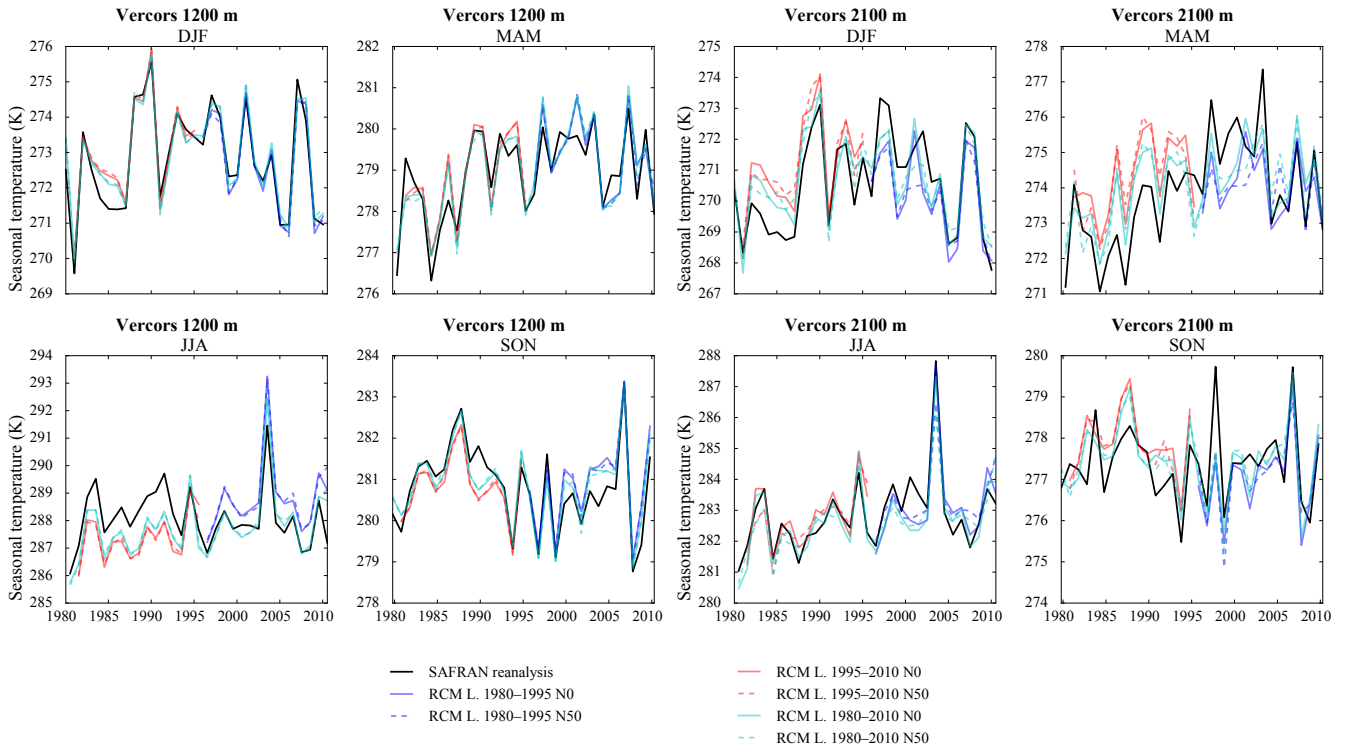 Vercors 1200 m
DJF
Vercors 1200 m
MAM
Vercors 2100 m
DJF
Vercors 2100 m
MAM
Seasonal temperature (K)
276
275
274
273
272
271
270
269
282
281
280
279
278
277
276
Seasonal temperature (K)
275
274
273
272
271
270
269
268
267
278
277
276
275
274
273
272
271
Vercors 1200 m
JJA
Vercors 1200 m
SON
Vercors 2100 m
JJA
Vercors 2100 m
SON
Seasonal temperature (K)
294
293
292
291
290
289
288
287
286
285
1980 1985 1990 1995 2000 2005 2010
284
283
282
281
280
279
278
1980 1985 1990 1995 2000 2005 2010
Seasonal temperature (K)
288
287
286
285
284
283
282
281
280
1980 1985 1990 1995 2000 2005 2010
280
279
278
277
276
275
274
1980 1985 1990 1995 2000 2005 2010
SAFRAN reanalysis
RCM L. 1980–1995 N0
RCM L. 1980–1995 N50
RCM L. 1995–2010 N0
RCM L. 1995–2010 N50
RCM L. 1980–2010 N0
RCM L. 1980–2010 N50